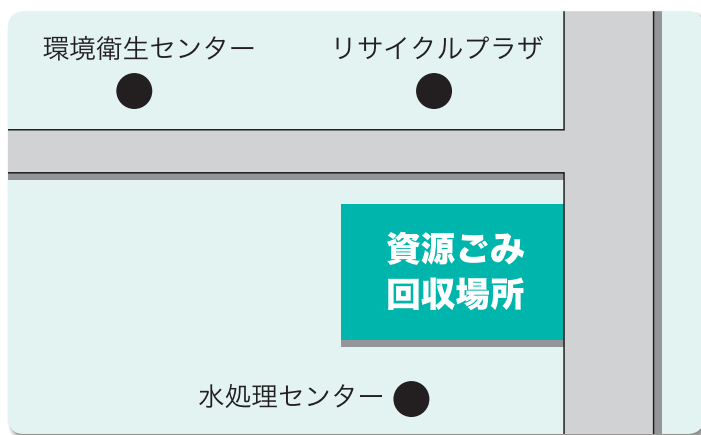 環境衛生センター
リサイクルプラザ
資源ごみ
回収場所
水処理センター